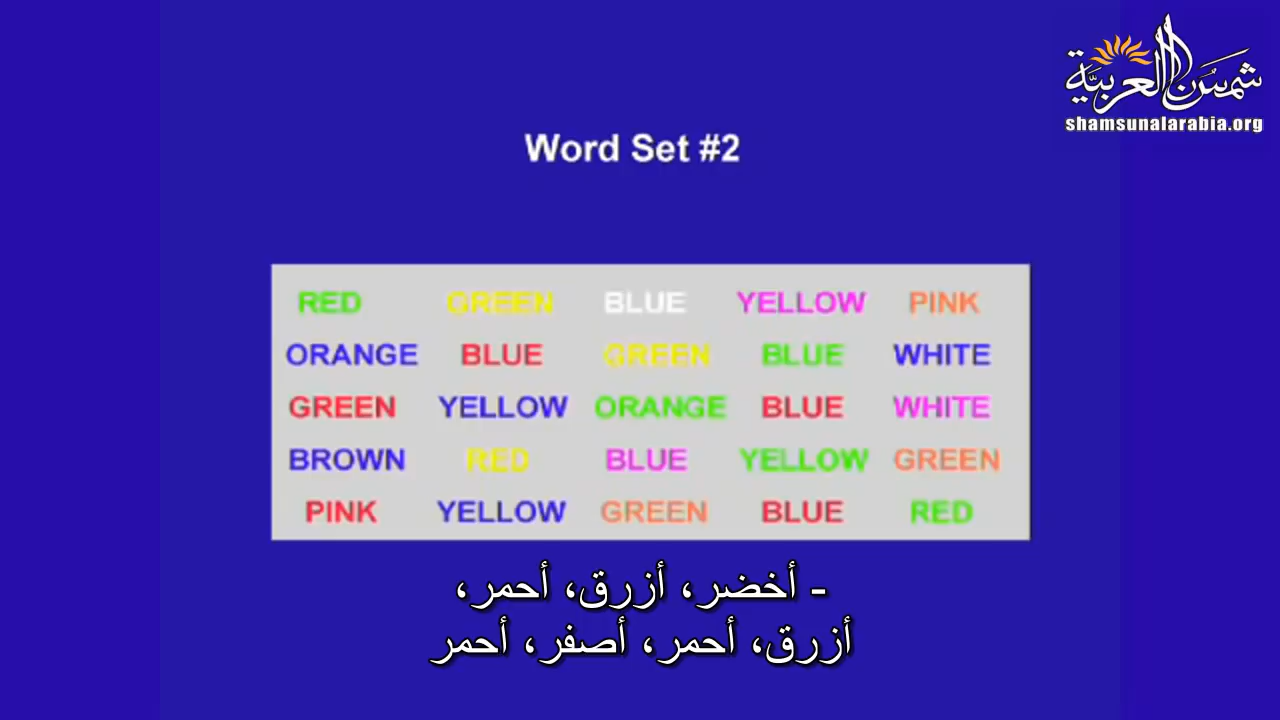 شمس العربية
shamsunalarabia.org
Word Set #2
RED GREEN BLUE YELLOW PINK
ORANGE BLUE GREEN BLUE WHITE
GREEN YELLOW ORANGE BLUE WHITE
BROWN RED BLUE YELLOW GREEN
PINK YELLOW GREEN BLUE RED
- أخضر، أزرق، أحمر،
أزرق، أحمر، أصفر، أحمر